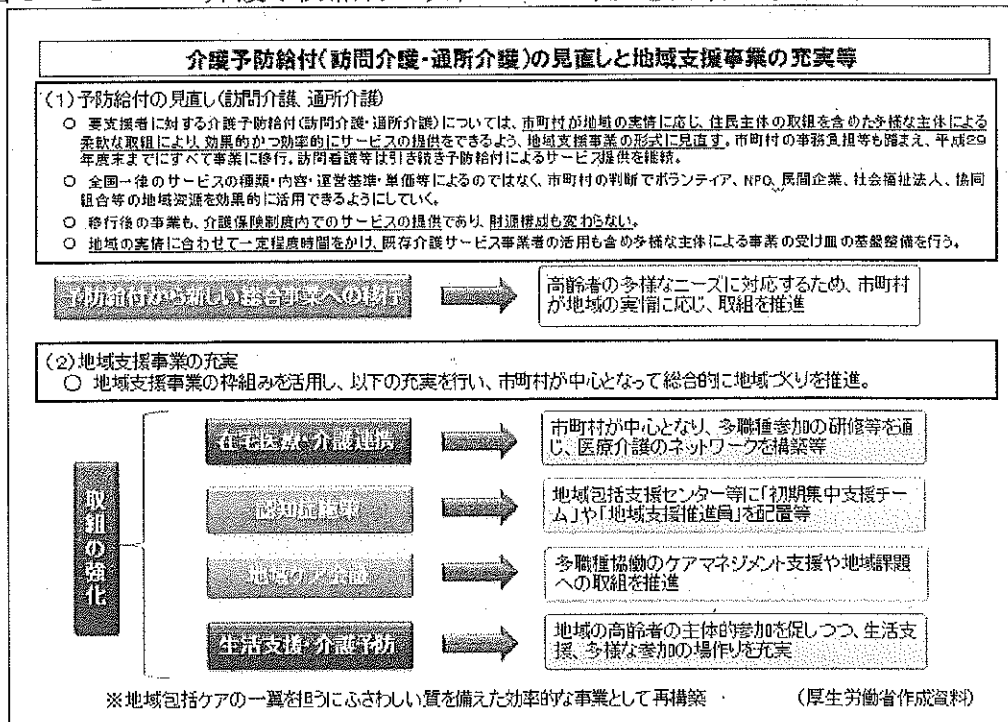 介護予防給付(訪問介護・通所介護)の見直しと地域支援事業の充実等
(1)予防給付の見直し(訪問介護、通所介護)
○ 要支援者に対する介護予防給付(訪問介護・通所介護)については、市町村が地域の実情に応じ、住民主体の取組を含めた多様な主体による
柔軟な取組により、効果的かつ効率的にサービスの提供をできるよう、地域支援事業の形式に見直す。市町村の事務負担等も踏まえ、平成29
年度末までにすべて事業に移行。訪問看護等は引き続き予防給付によるサービス提供を継続。
○ 全国一律のサービスの種類・内容・運営基準・単価等によるのではなく、市町村の判断でボランティア、NPO、民間企業、社会福祉法人、協同
組合等の地域資源を効果的に活用できるようにしていく。
○ 移行後の事業も、介護保険制度内でのサービスの提供であり、財源構成も変わらない。
○ 地域の実情に合わせて一定程度時間をかけ、既存介護サービス事業者の活用も含め多様な主体による事業の受け皿の基盤整備を行う。
予防給付から新しい総合事業への移行
高齢者の多様なニーズに対応するため、市町村
が地域の実情に応じ、取組を推進
(2)地域支援事業の充実
○ 地域支援事業の枠組みを活用し、以下の充実を行い、市町村が中心となって総合的に地域づくりを推進。
取組の強化
在宅医療・介護連携
市町村が中心となり、多職種参加の研修等を通
じ、医療介護のネットワークを構築等
認知症施策
地域包括支援センター等に「初期集中支援チー
ム」や「地域支援推進員」を配置等
地域ケア会議
多職種協働のケアマネジメント支援や地域課題
への取組を推進
生活支援・介護予防
地域の高齢者の主体的参加を促しつつ、生活支
援、多様な参加の場作りを充実
※地域包括ケアの一翼を担うにふさわしい質を備えた効率的な事業として再構築
(厚生労働省作成資料)